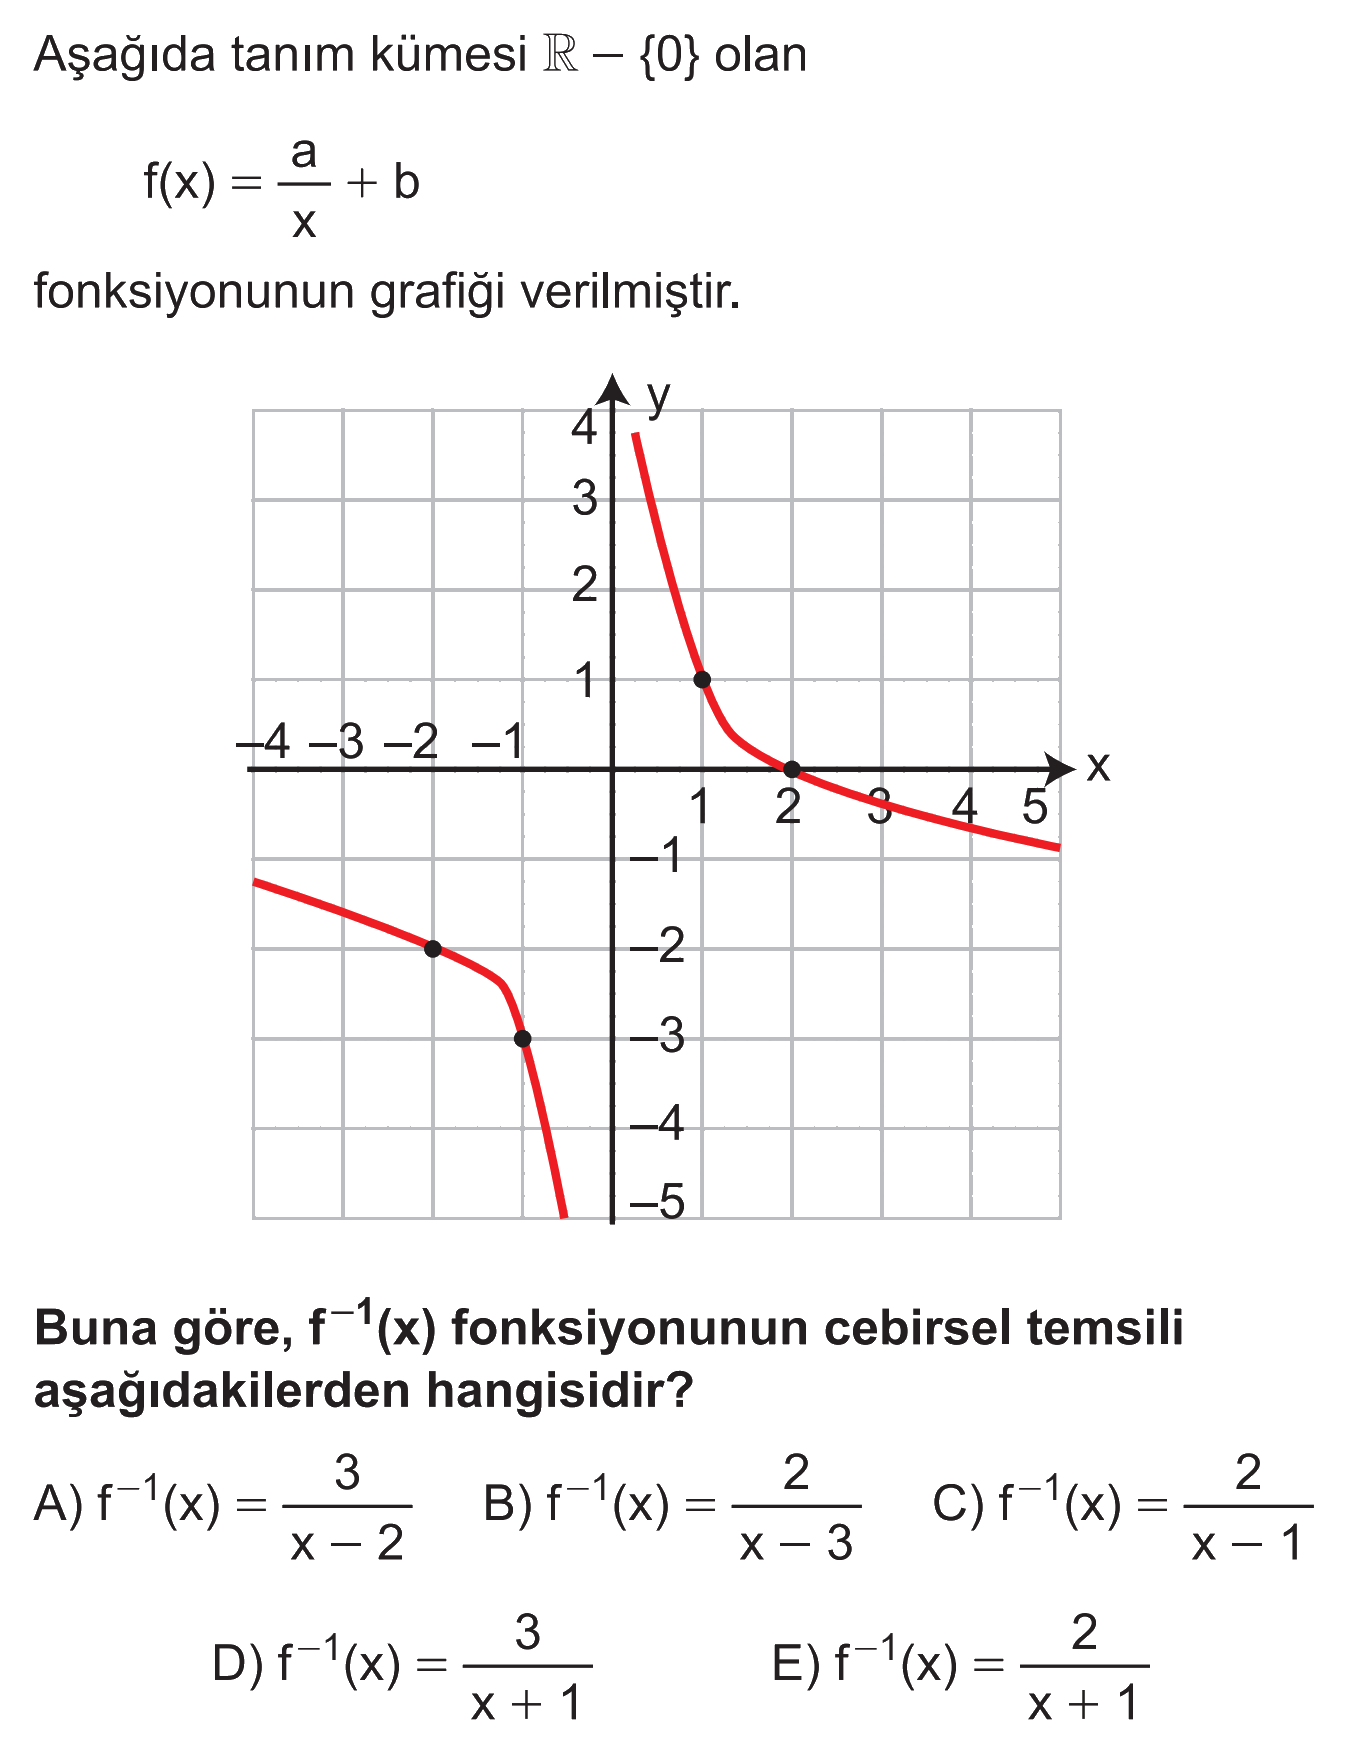 Aşağıda tanım kümesi ℝ – {0} olan
f(x) = a/x + b
fonksiyonunun grafiği verilmiştir.
y
4
3
2
1
–4 –3 –2 –1
x
1 2 3 4 5
–1
–2
–3
–4
–5
Buna göre, f⁻¹(x) fonksiyonunun cebirsel temsili
aşağıdakilerden hangisidir?
A) f⁻¹(x) = 3/(x – 2) B) f⁻¹(x) = 2/(x – 3) C) f⁻¹(x) = 2/(x – 1)
D) f⁻¹(x) = 3/(x + 1) E) f⁻¹(x) = 2/(x + 1)